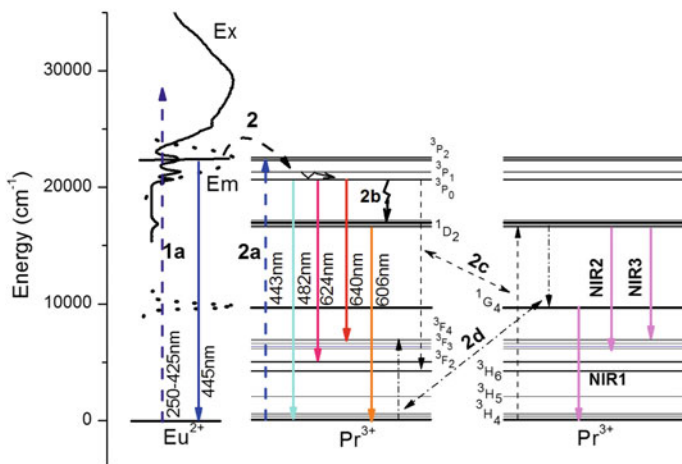 Ex
30000
2
³P₂
³P₁
³P₀
Em
20000
2b
¹D₂
Energy (cm⁻¹)
1a
2a
443nm
482nm
624nm
640nm
606nm
2c
¹G₄
NIR2
NIR3
10000
³F₄
³F₃
³F₂
2d
250-425nm
445nm
³H₆
NIR1
³H₅
³H₄
0
Eu²⁺
Pr³⁺
Pr³⁺